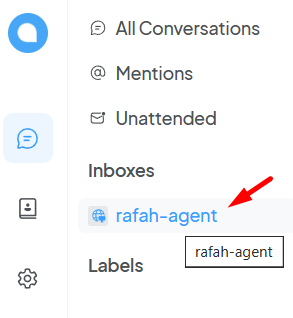 All Conversations
Mentions
Unattended
Inboxes
rafah-agent
rafah-agent
Labels